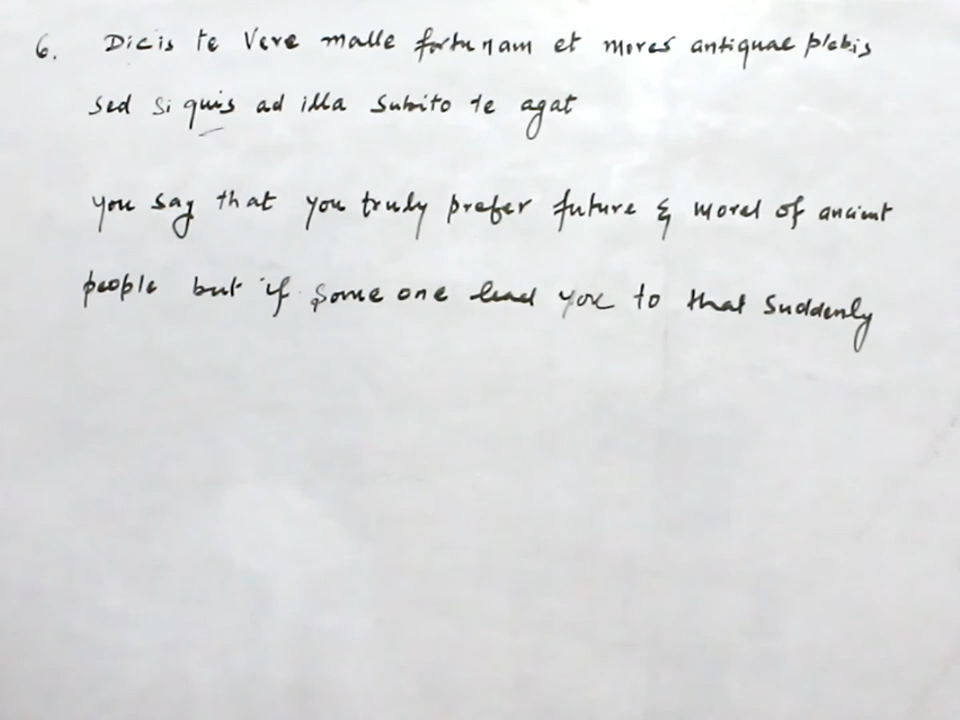 6. Dicis te vere malle fortunam et mores antiquae plebis
sed si quis ad illa subito te agat
you say that you truly prefer future & morel of ancient
people but if some one lead you to that suddenly